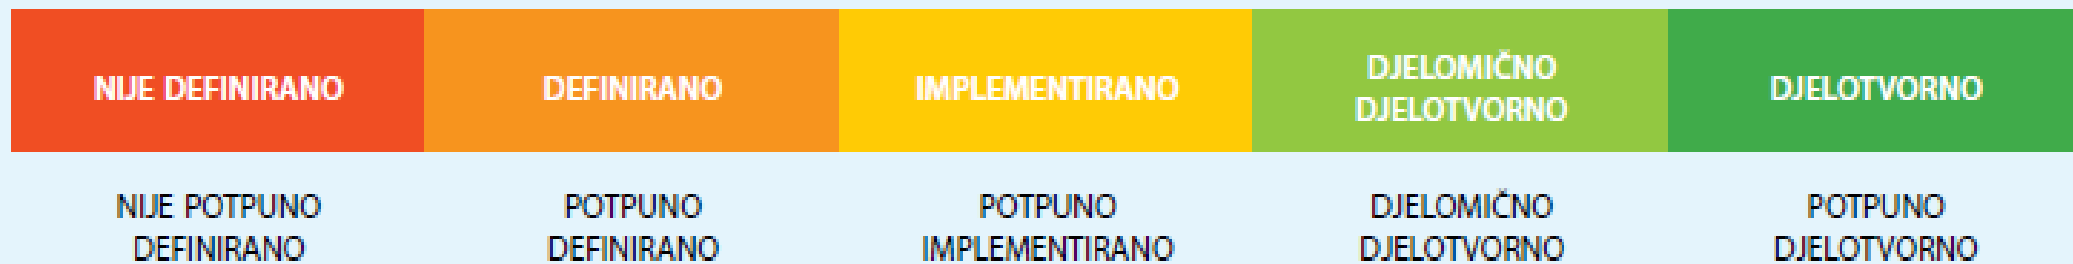 NIJE DEFINIRANO
DEFINIRANO
IMPLEMENTIRANO
DJELOMIČNO
DJELOTVORNO
DJELOTVORNO
NIJE POTPUNO
DEFINIRANO
POTPUNO
DEFINIRANO
POTPUNO
IMPLEMENTIRANO
DJELOMIČNO
DJELOTVORNO
POTPUNO
DJELOTVORNO